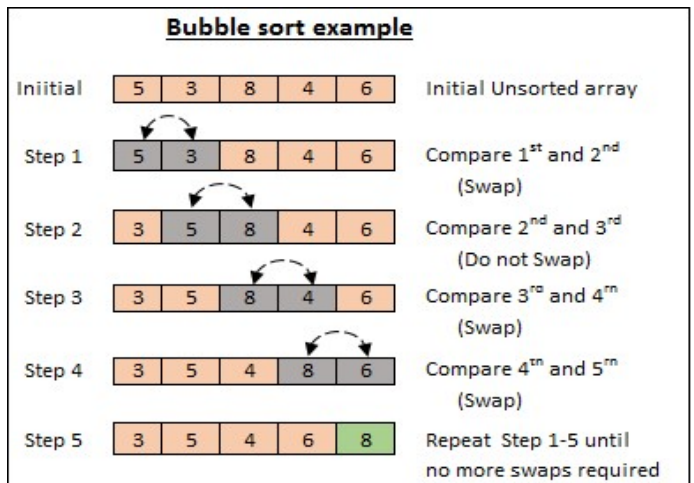 Bubble sort example
Iniitial 5 3 8 4 6 Initial Unsorted array
Step 1 5 3 8 4 6 Compare 1st and 2nd
(Swap)
Step 2 3 5 8 4 6 Compare 2nd and 3rd
(Do not Swap)
Step 3 3 5 8 4 6 Compare 3rd and 4th
(Swap)
Step 4 3 5 4 8 6 Compare 4th and 5th
(Swap)
Step 5 3 5 4 6 8 Repeat Step 1-5 until
no more swaps required